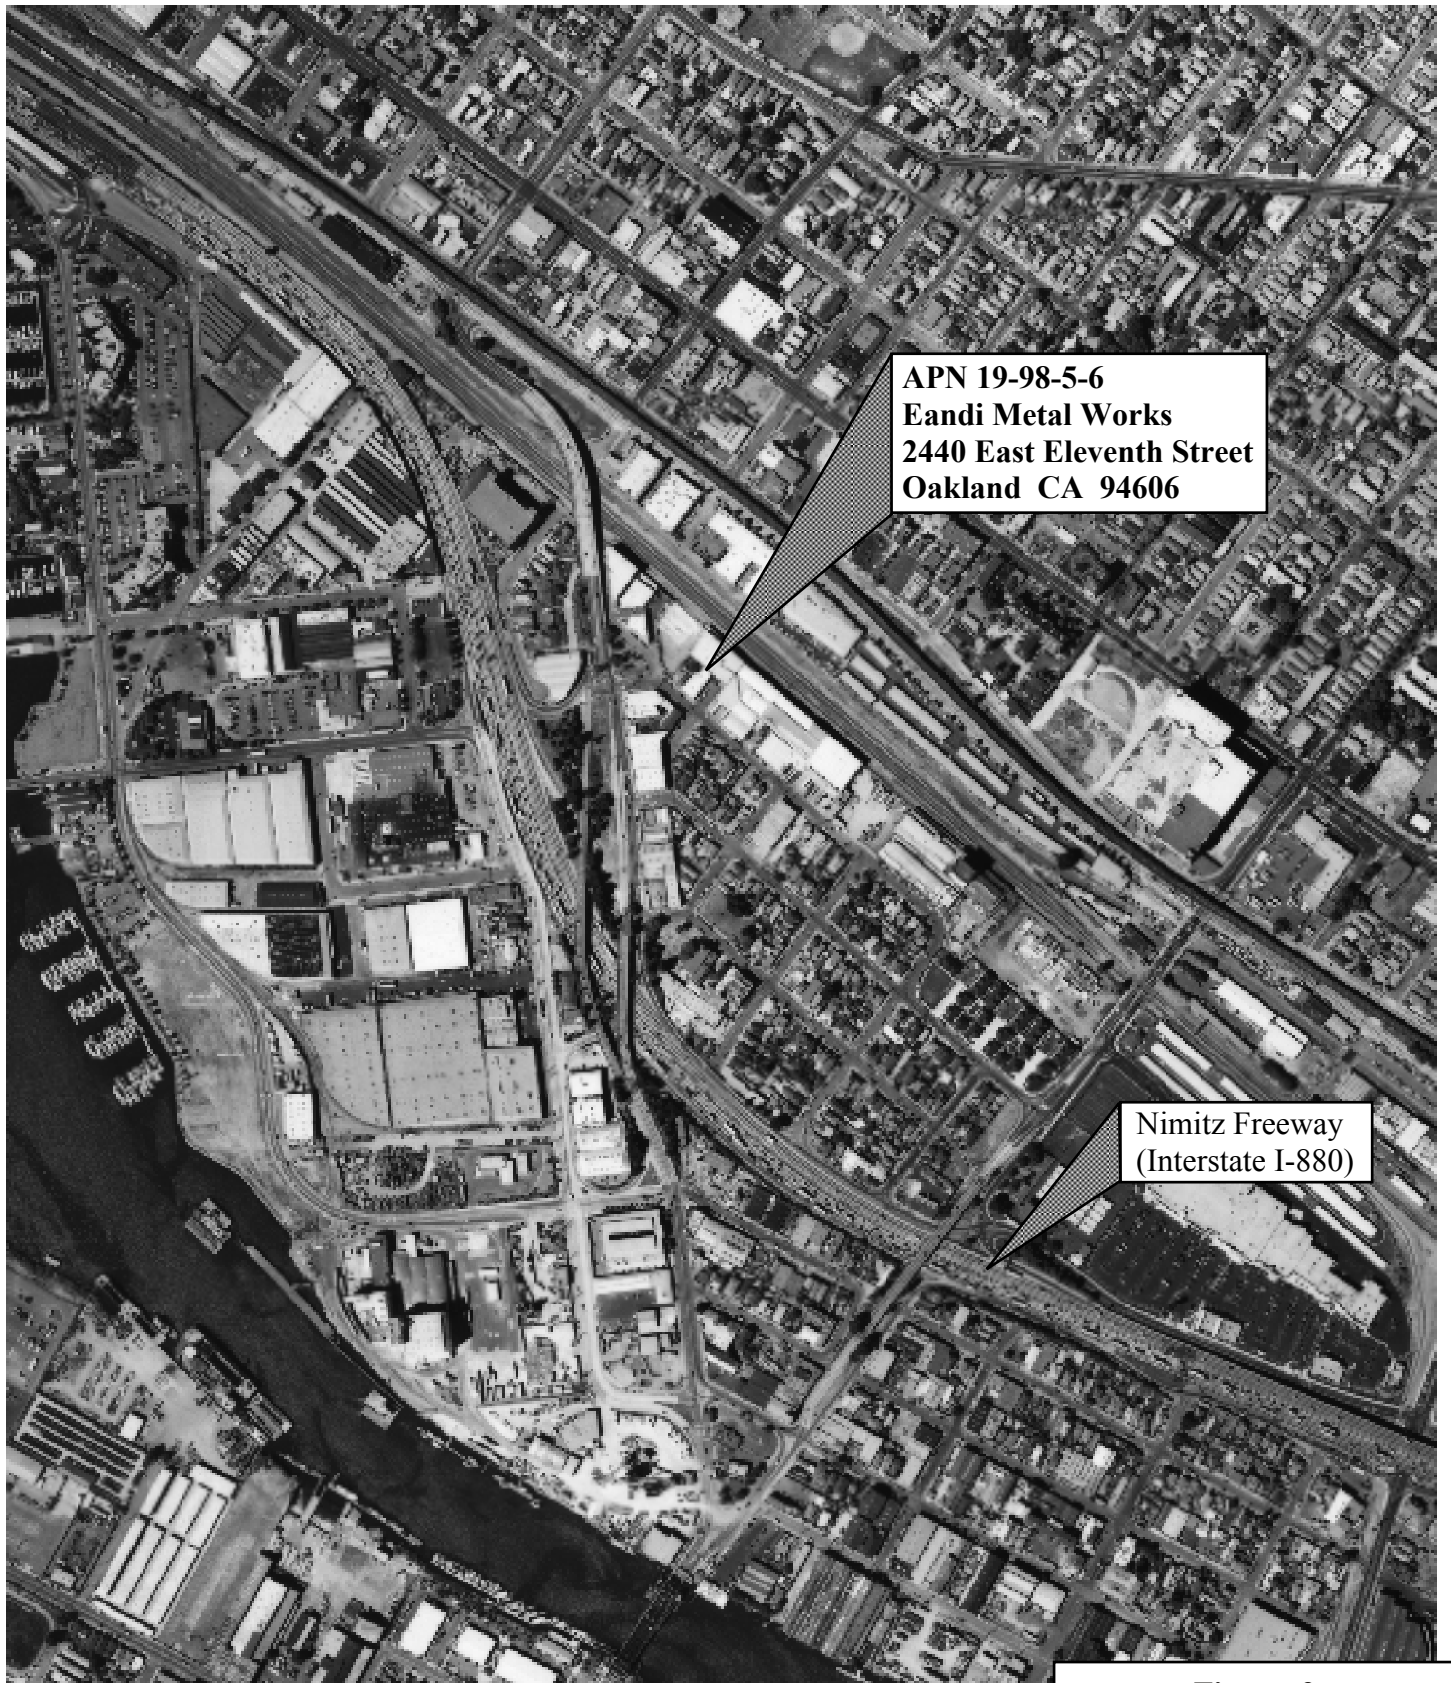 APN 19-98-5-6
Eandi Metal Works
2440 East Eleventh Street
Oakland CA 94606
Nimitz Freeway
(Interstate I-880)